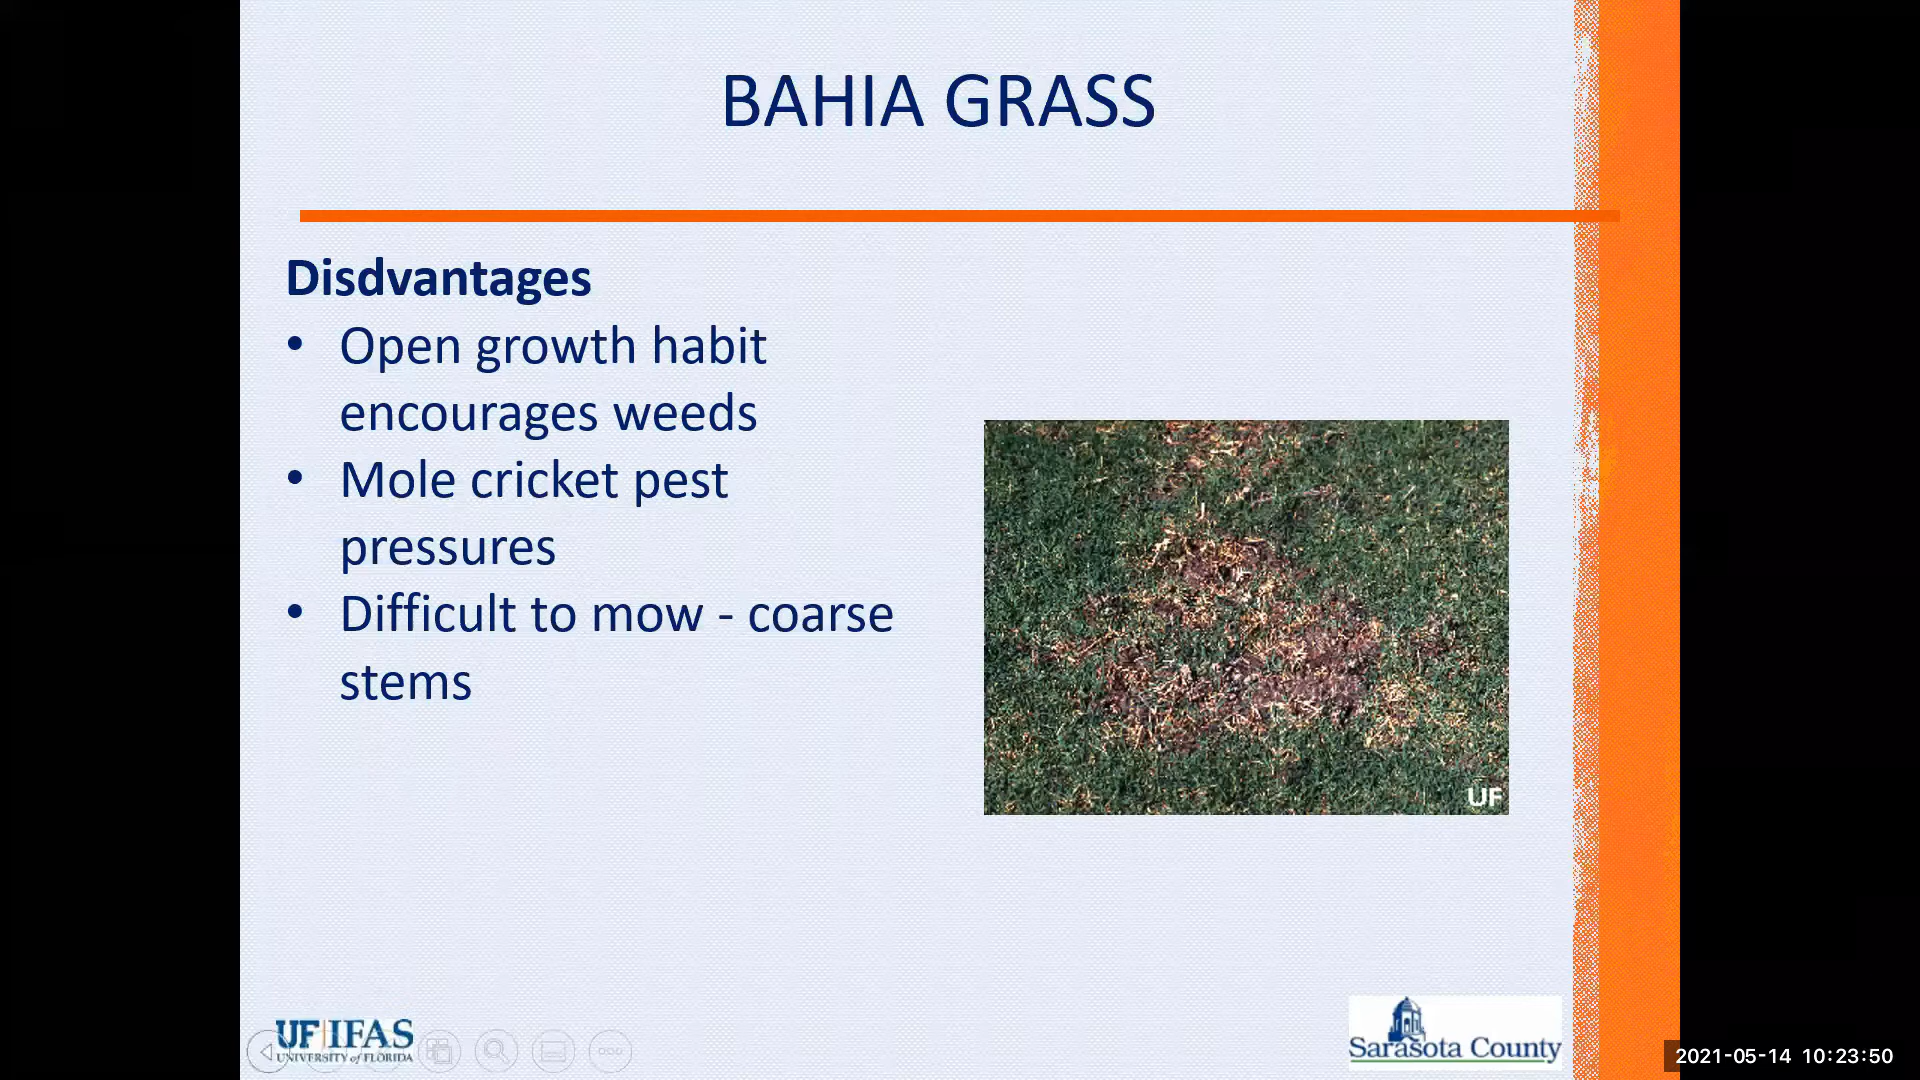 BAHIA GRASS
Disdvantages
• Open growth habit
encourages weeds
• Mole cricket pest
pressures
• Difficult to mow - coarse
stems
UF
UF|IFAS
UNIVERSITY of FLORIDA
Sarasota County
2021-05-14 10:23:50